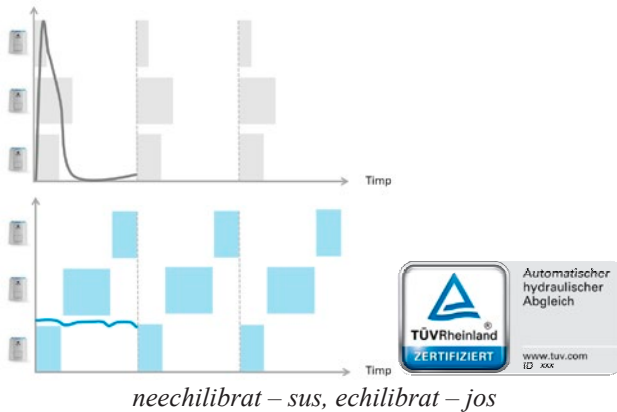 Timp
Timp
Automatischer
hydraulischer
Abgleich
TÜVRheinland®
ZERTIFIZIERT
www.tuv.com
ID xxx
neechilibrat – sus, echilibrat – jos